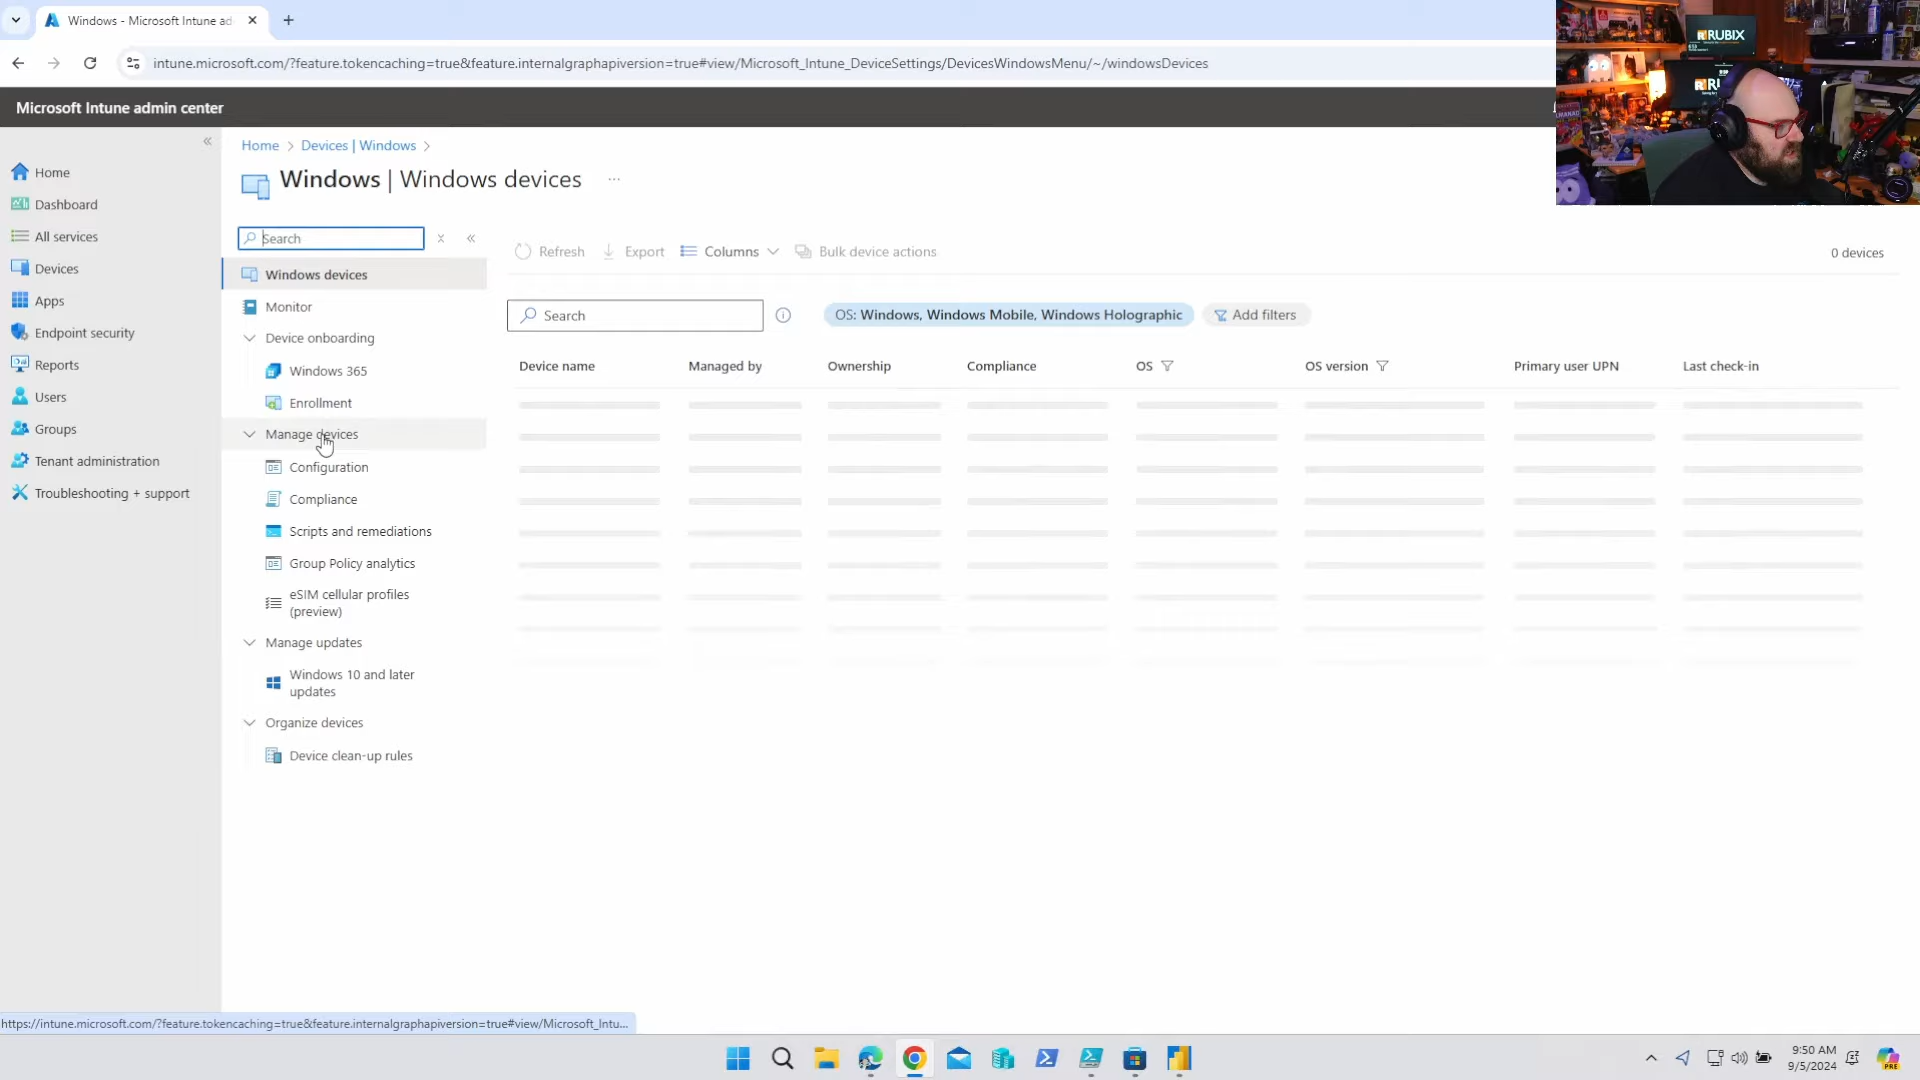 Windows - Microsoft Intune ad
intune.microsoft.com/?feature.tokencaching=true&feature.internalgraphapiversion=true#view/Microsoft_Intune_DeviceSettings/DevicesWindowsMenu/~/windowsDevices
RUBIX
Microsoft Intune admin center
Home
Dashboard
All services
Devices
Apps
Endpoint security
Reports
Users
Groups
Tenant administration
Troubleshooting + support
Home > Devices | Windows >
Windows | Windows devices
Search
Windows devices
Monitor
Device onboarding
Windows 365
Enrollment
Manage devices
Configuration
Compliance
Scripts and remediations
Group Policy analytics
eSIM cellular profiles
(preview)
Manage updates
Windows 10 and later
updates
Organize devices
Device clean-up rules
Refresh Export Columns Bulk device actions
0 devices
Search
OS: Windows, Windows Mobile, Windows Holographic
Add filters
Device name Managed by Ownership Compliance OS OS version Primary user UPN Last check-in
https://intune.microsoft.com/?feature.tokencaching=true&feature.internalgraphapiversion=true#view/Microsoft_Intu...
9:50 AM
9/5/2024
PRE